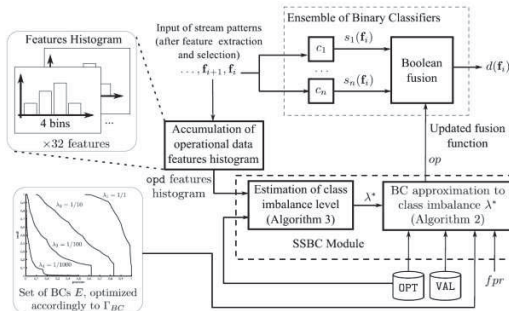 Features Histogram
4 bins
...
×32 features
Input of stream patterns
(after feature extraction
and selection)
..., f_{i+1}, f_i
Ensemble of Binary Classifiers
c_1
s_1(f_i)
...
c_n
s_n(f_i)
Boolean
fusion
d(f_i)
Accumulation of
operational data
features histogram
Updated fusion
function
op
opd features
histogram
Estimation of class
imbalance level
(Algorithm 3)
λ*
BC approximation to
class imbalance λ*
(Algorithm 2)
SSBC Module
OPT
VAL
fpr
λ_1 = 1/1
λ_2 = 1/10
λ_3 = 1/100
λ_4 = 1/1000
Set of BCs E, optimized
accordingly to Γ_{BC}